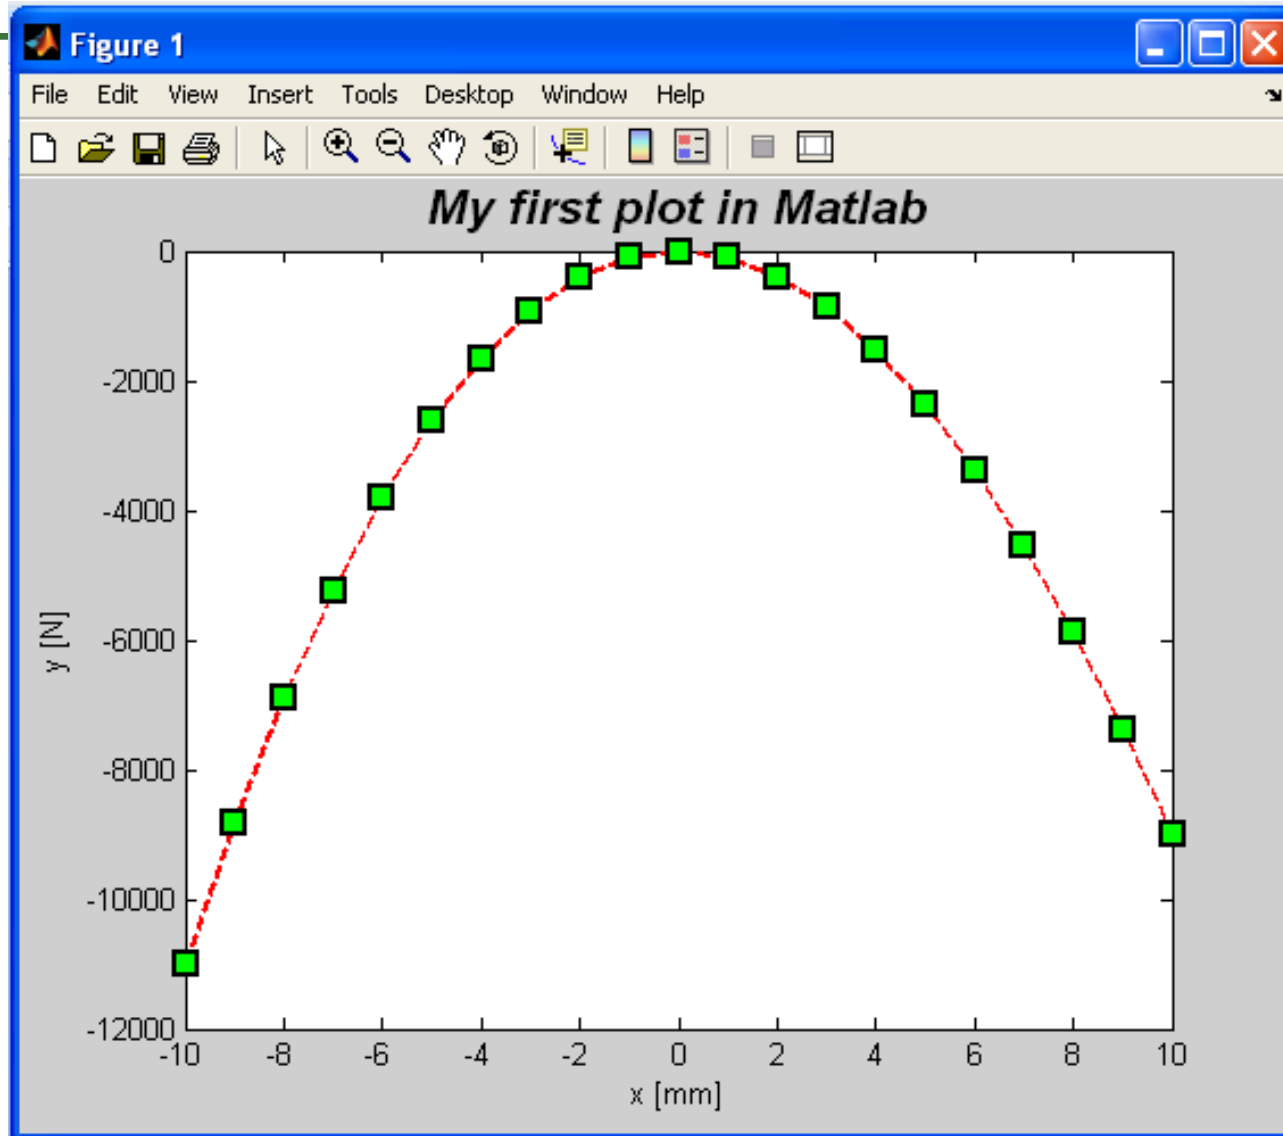 Figure 1
File Edit View Insert Tools Desktop Window Help
My first plot in Matlab
0
-2000
-4000
-6000
-8000
-10000
-12000
y [N]
-10 -8 -6 -4 -2 0 2 4 6 8 10
x [mm]